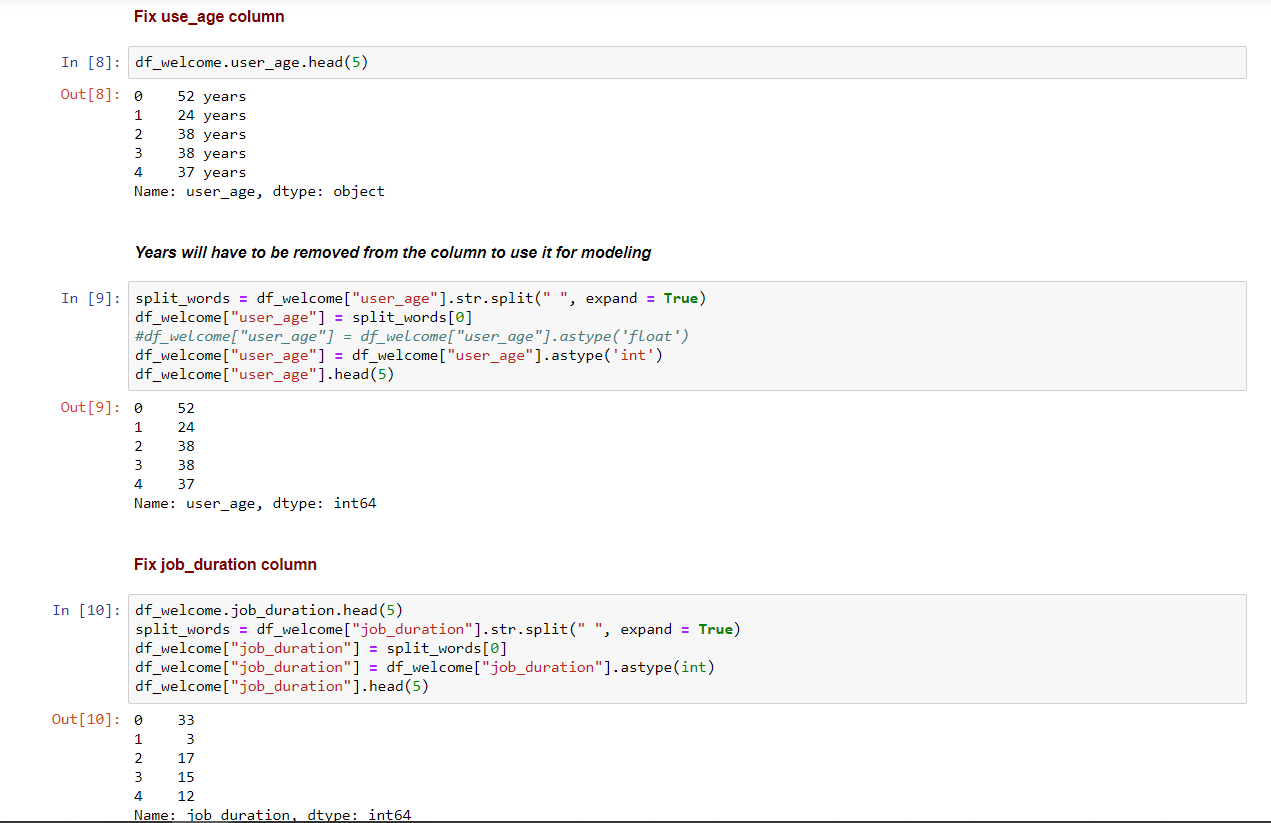 Fix use_age column
In [8]: df_welcome.user_age.head(5)
Out[8]: 0    52 years
1    24 years
2    38 years
3    38 years
4    37 years
Name: user_age, dtype: object
Years will have to be removed from the column to use it for modeling
In [9]: split_words = df_welcome["user_age"].str.split(" ", expand = True)
df_welcome["user_age"] = split_words[0]
#df_welcome["user_age"] = df_welcome["user_age"].astype('float')
df_welcome["user_age"] = df_welcome["user_age"].astype('int')
df_welcome["user_age"].head(5)
Out[9]: 0    52
1    24
2    38
3    38
4    37
Name: user_age, dtype: int64
Fix job_duration column
In [10]: df_welcome.job_duration.head(5)
split_words = df_welcome["job_duration"].str.split(" ", expand = True)
df_welcome["job_duration"] = split_words[0]
df_welcome["job_duration"] = df_welcome["job_duration"].astype(int)
df_welcome["job_duration"].head(5)
Out[10]: 0    33
1     3
2    17
3    15
4    12
Name: job_duration, dtype: int64